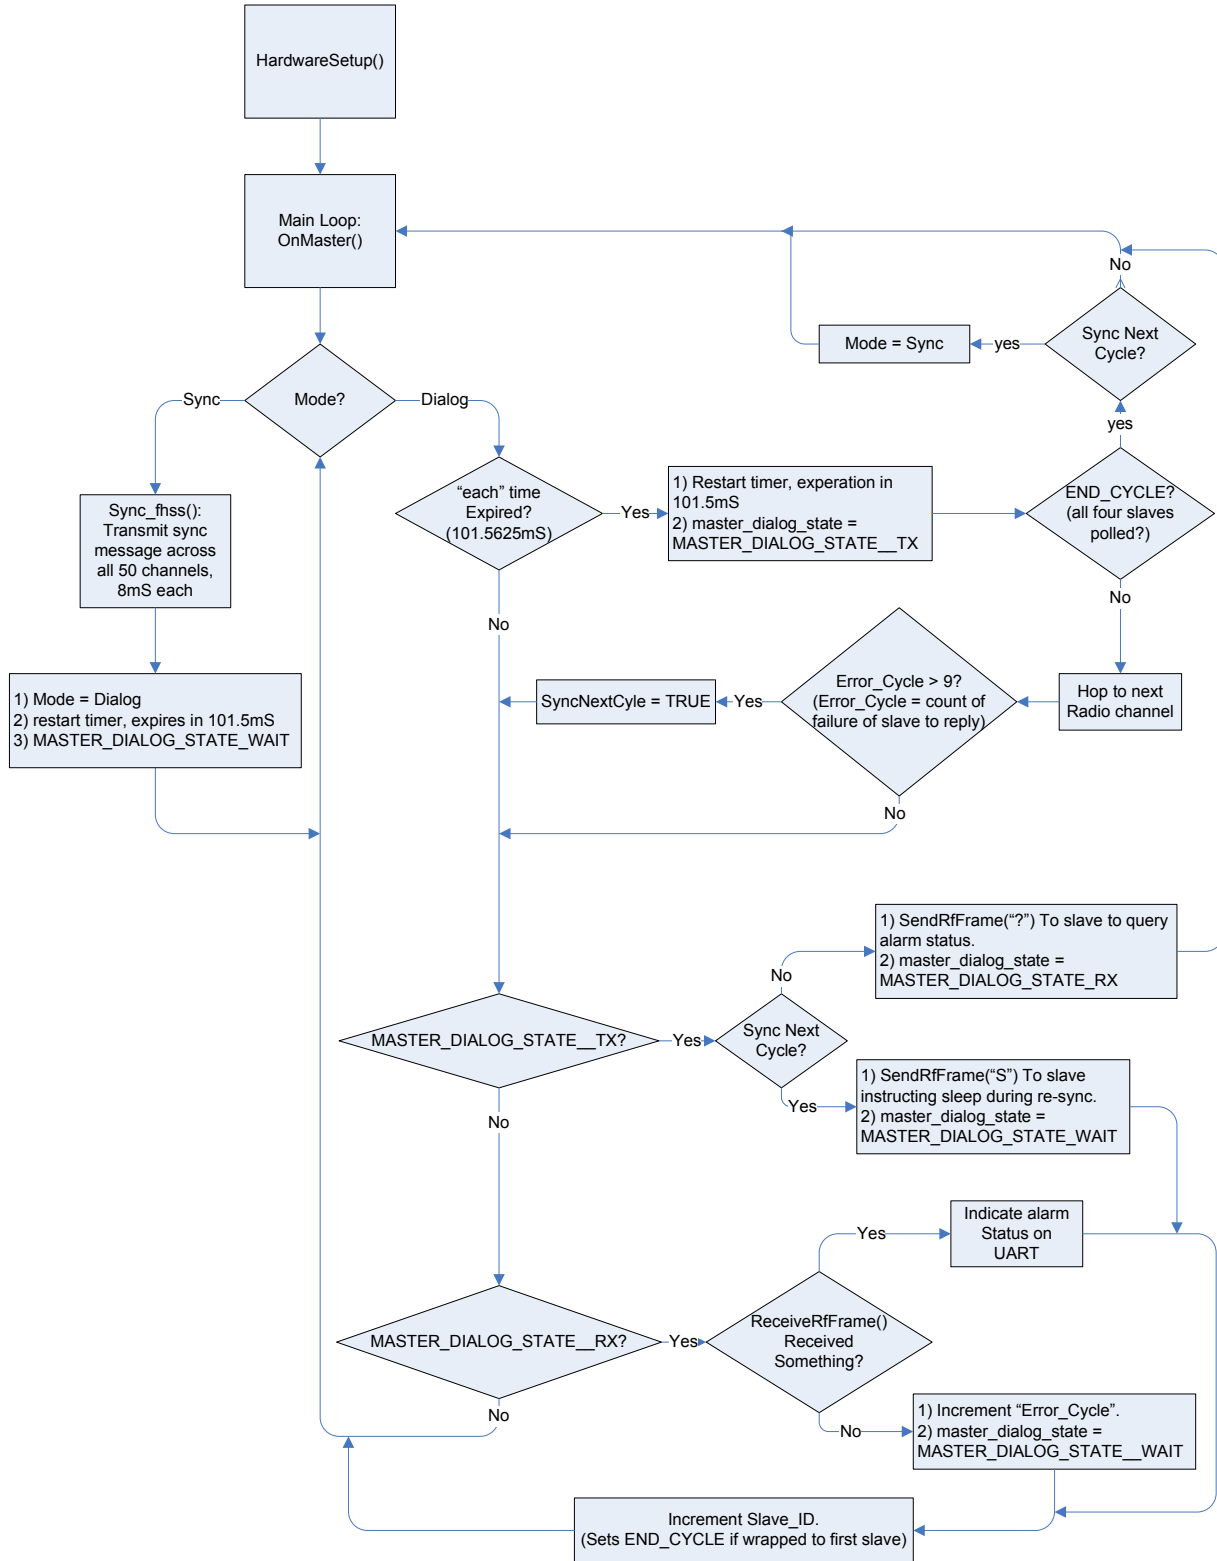 HardwareSetup()
Main Loop:
OnMaster()
No
Mode = Sync
yes
Sync Next
Cycle?
Sync
Mode?
Dialog
yes
Sync_fhss():
Transmit sync
message across
all 50 channels,
8mS each
“each” time
Expired?
(101.5625mS)
Yes
1) Restart timer, experation in
101.5mS
2) master_dialog_state =
MASTER_DIALOG_STATE__TX
END_CYCLE?
(all four slaves
polled?)
No
No
1) Mode = Dialog
2) restart timer, expires in 101.5mS
3) MASTER_DIALOG_STATE_WAIT
SyncNextCyle = TRUE
Yes
Error_Cycle > 9?
(Error_Cycle = count of
failure of slave to reply)
Hop to next
Radio channel
No
1) SendRfFrame(“?”) To slave to query
alarm status.
2) master_dialog_state =
MASTER_DIALOG_STATE_RX
No
MASTER_DIALOG_STATE__TX?
Yes
Sync Next
Cycle?
Yes
1) SendRfFrame(“S”) To slave
instructing sleep during re-sync.
2) master_dialog_state =
MASTER_DIALOG_STATE_WAIT
No
Yes
Indicate alarm
Status on
UART
MASTER_DIALOG_STATE__RX?
Yes
ReceiveRfFrame()
Received
Something?
No
No
1) Increment “Error_Cycle”.
2) master_dialog_state =
MASTER_DIALOG_STATE__WAIT
Increment Slave_ID.
(Sets END_CYCLE if wrapped to first slave)